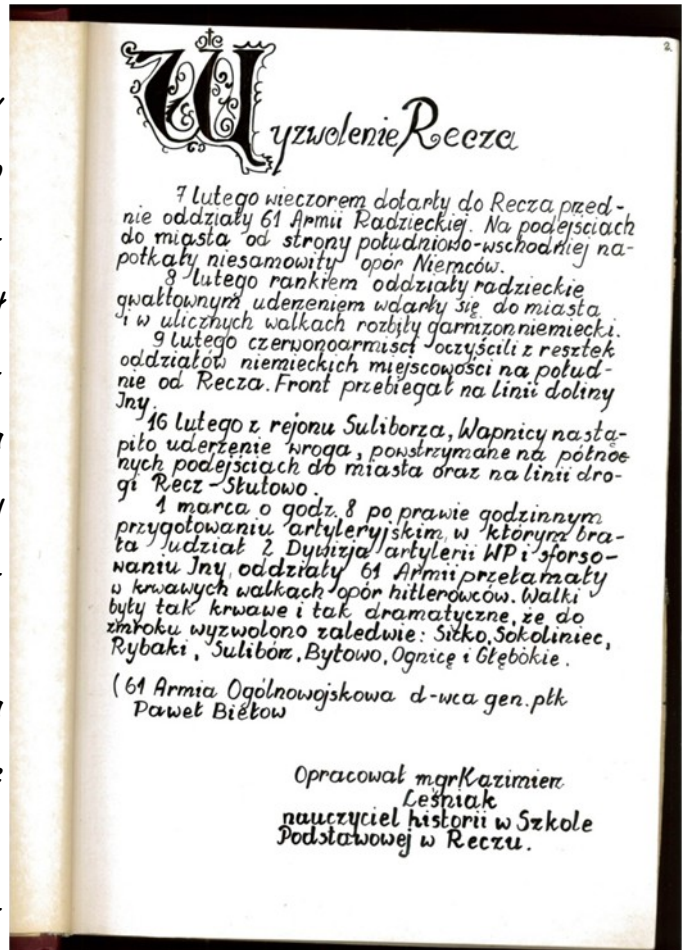 2
Wyzwolenie Recza
7 lutego wieczorem dotarły do Recza przed-
nie oddziały 61 Armii Radzieckiej. Na podejściach
do miasta od strony południowo-wschodniej na-
potkały niesamowity opór Niemców.
8 lutego rankiem oddziały radzieckie
gwałtownym uderzeniem wdarły się do miasta
i w ulicznych walkach rozbiły garnizon niemiecki.
9 lutego czerwonoarmiści oczyścili z resztek
oddziałów niemieckich miejscowości na połud-
nie od Recza. Front przebiegał na linii doliny
Jny.
16 lutego z rejonu Suliborza, Wapnicy nastą-
piło uderzenie wroga, powstrzymane na północ
nych podejściach do miasta oraz na linii dro-
gi Recz-Słutowo.
1 marca o godz. 8 po prawie godzinnym
przygotowaniu artyleryjskim, w którym bra-
ła udział 2 Dywizja artylerii WP i sforso-
waniu Jny, oddziały 61 Armii przełamały
w krwawych walkach opór hitlerowców. Walki
były tak krwawe i tak dramatyczne, że do
zmroku wyzwolono zaledwie: Sicko, Sokoliniec,
Rybaki, Sulibórz, Bytowo, Ognicę i Głębokie.
(61 Armia Ogólnowojskowa d-wca gen. płk
Paweł Biełow
Opracował mgr Kazimierz
Leśniak
nauczyciel historii w Szkole
Podstawowej w Reczu.